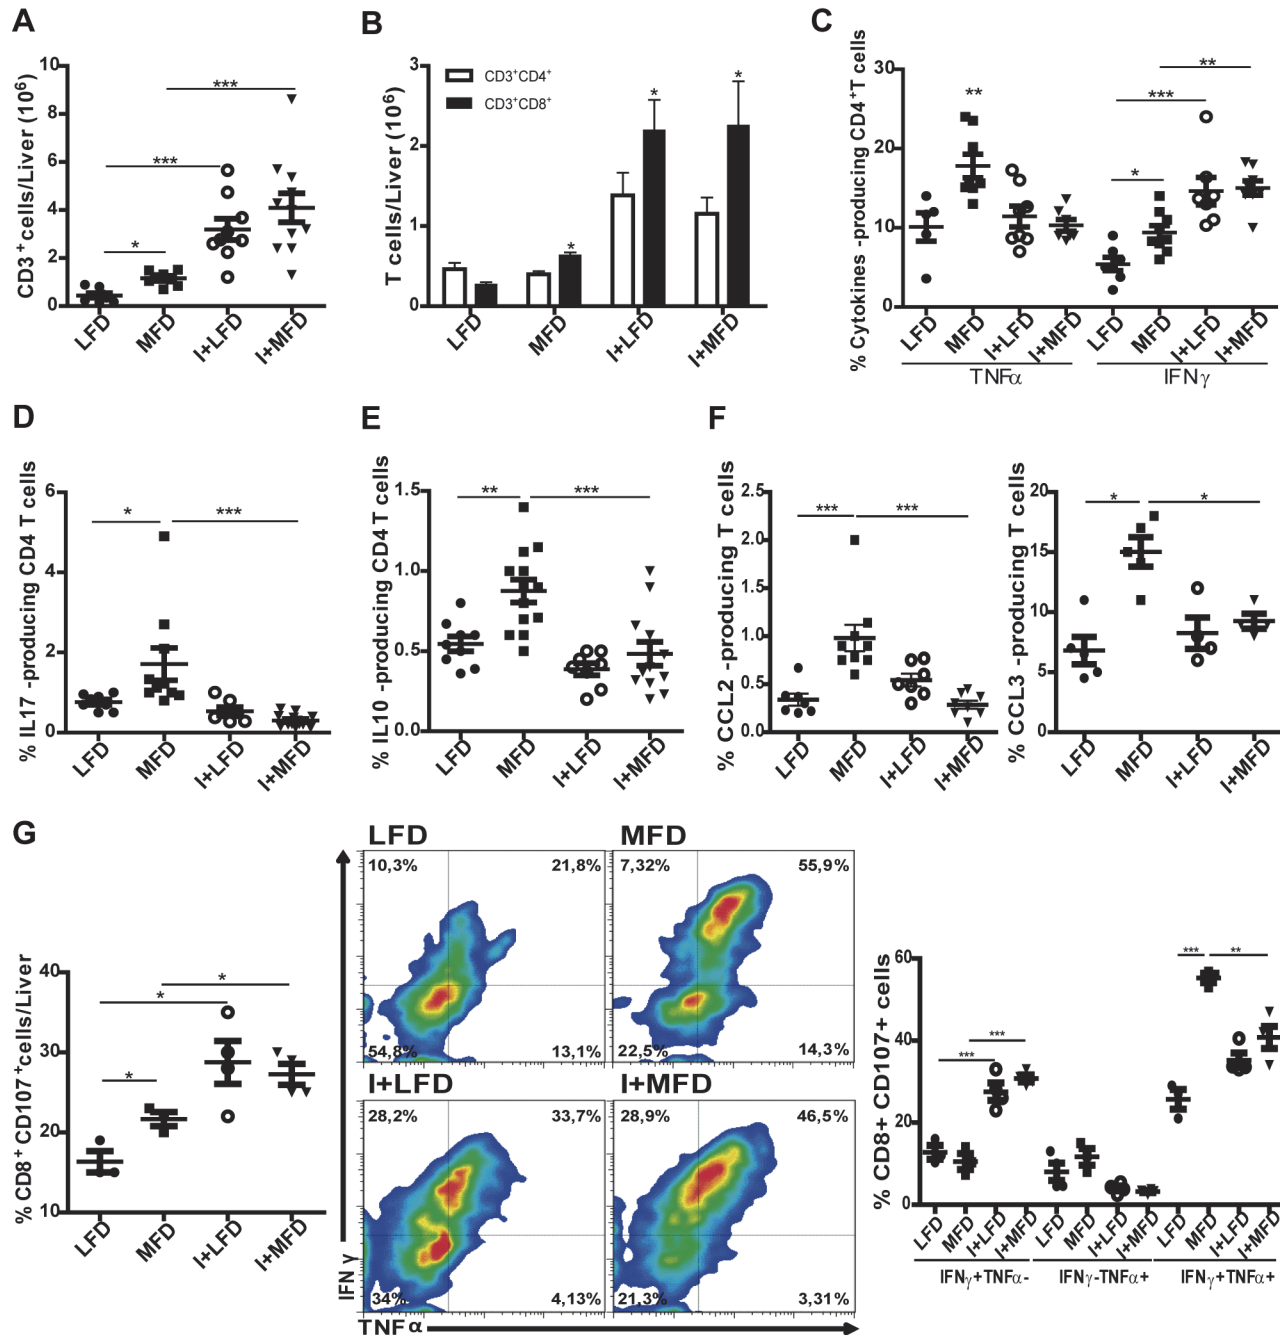 A
CD3+cells/Liver (10⁶)
10
8
6
4
2
0
***
***
*
LFD
MFD
I+LFD
I+MFD
B
T cells/Liver (10⁶)
3
2
1
0
CD3+CD4+
CD3+CD8+
*
*
*
LFD
MFD
I+LFD
I+MFD
C
% Cytokines -producing CD4+T cells
30
20
10
0
**
**
***
*
LFD
MFD
I+LFD
I+MFD
LFD
MFD
I+LFD
I+MFD
TNFα
IFNγ
D
% IL17 -producing CD4 T cells
6
4
2
0
*
***
LFD
MFD
I+LFD
I+MFD
E
% IL10 -producing CD4 T cells
1.5
1.0
0.5
0.0
**
***
LFD
MFD
I+LFD
I+MFD
F
% CCL2 -producing T cells
2.5
2.0
1.5
1.0
0.5
0.0
***
***
LFD
MFD
I+LFD
I+MFD
% CCL3 -producing T cells
20
15
10
5
0
*
*
LFD
MFD
I+LFD
I+MFD
G
% CD8+ CD107+cells/Liver
40
30
20
10
*
*
*
LFD
MFD
I+LFD
I+MFD
LFD
10,3%
21,8%
54,8%
13,1%
MFD
7,32%
55,9%
22,5%
14,3%
I+LFD
28,2%
33,7%
34%
4,13%
I+MFD
28,9%
46,5%
21,3%
3,31%
IFN γ
TNF α
% CD8+ CD107+ cells
60
40
20
0
***
**
***
***
LFD
MFD
I+LFD
I+MFD
LFD
MFD
I+LFD
I+MFD
LFD
MFD
I+LFD
I+MFD
IFNγ+TNFα-
IFNγ-TNFα+
IFNγ+TNFα+